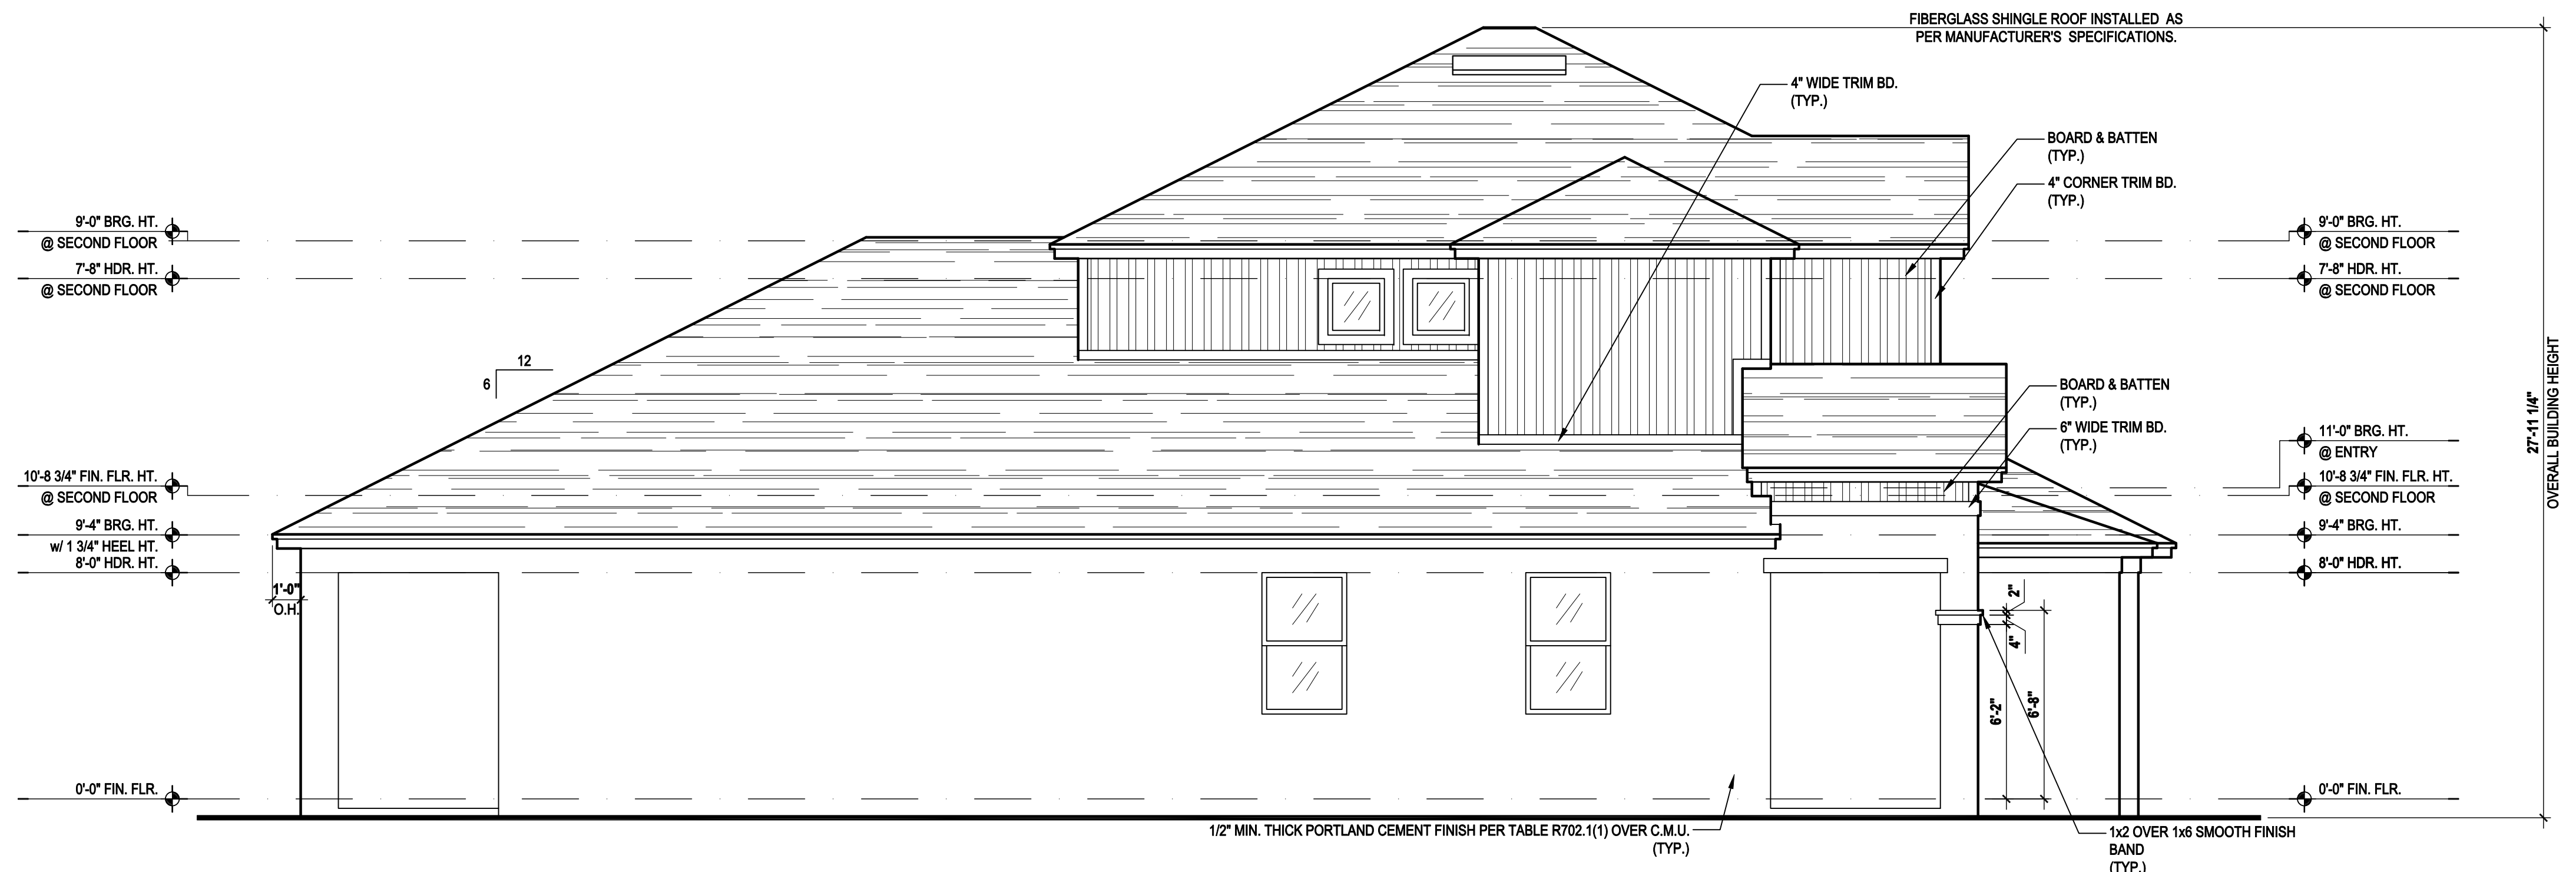 FIBERGLASS SHINGLE ROOF INSTALLED AS
PER MANUFACTURER'S SPECIFICATIONS.
4" WIDE TRIM BD.
(TYP.)
BOARD & BATTEN
(TYP.)
4" CORNER TRIM BD.
(TYP.)
9'-0" BRG. HT.
@ SECOND FLOOR
7'-8" HDR. HT.
@ SECOND FLOOR
9'-0" BRG. HT.
@ SECOND FLOOR
7'-8" HDR. HT.
@ SECOND FLOOR
12
6
BOARD & BATTEN
(TYP.)
6" WIDE TRIM BD.
(TYP.)
27'-11 1/4"
OVERALL BUILDING HEIGHT
10'-8 3/4" FIN. FLR. HT.
@ SECOND FLOOR
9'-4" BRG. HT.
w/ 1 3/4" HEEL HT.
8'-0" HDR. HT.
11'-0" BRG. HT.
@ ENTRY
10'-8 3/4" FIN. FLR. HT.
@ SECOND FLOOR
9'-4" BRG. HT.
8'-0" HDR. HT.
1'-0"
O.H.
2"
4"
6'-2"
6'-8"
0'-0" FIN. FLR.
0'-0" FIN. FLR.
1/2" MIN. THICK PORTLAND CEMENT FINISH PER TABLE R702.1(1) OVER C.M.U.
(TYP.)
1x2 OVER 1x6 SMOOTH FINISH
BAND
(TYP.)